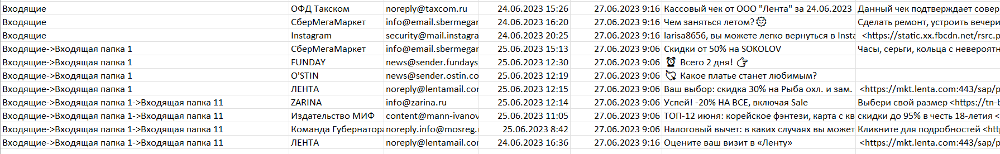 Входящие ОФД Такском noreply@taxcom.ru 24.06.2023 15:26 27.06.2023 9:16 Кассовый чек от ООО "Лента" за 24.06.2023 Данный чек подтверждает совер
Входящие СберМегаМаркет info@email.sbermegar 24.06.2023 16:20 27.06.2023 9:16 Чем заняться летом?🌞 Сделать ремонт, устроить вечери
Входящие Instagram security@mail.instagra 24.06.2023 20:25 27.06.2023 9:16 larisa8656, вы можете легко вернуться в Insta <https://static.xx.fbcdn.net/rsrc.p
Входящие->Входящая папка 1 СберМегаМаркет info@email.sbermegar 25.06.2023 15:13 27.06.2023 9:06 Скидки от 50% на SOKOLOV Часы, серьги, кольца с невероятн
Входящие->Входящая папка 1 FUNDAY news@sender.fundays 25.06.2023 12:30 27.06.2023 9:06 ⏰ Всего 2 дня! 👉
Входящие->Входящая папка 1 O'STIN news@sender.ostin.co 25.06.2023 12:19 27.06.2023 9:06 💘 Какое платье станет любимым?
Входящие->Входящая папка 1 ЛЕНТА noreply@lentamail.cor 25.06.2023 12:15 27.06.2023 9:06 Ваш выбор: скидка 30% на Рыба охл. и зам. <https://mkt.lenta.com:443/sap/p
Входящие->Входящая папка 1->Входящая папка 11 ZARINA info@zarina.ru 25.06.2023 12:14 27.06.2023 9:06 Успей! -20% НА ВСЕ, включая Sale Выбери свой размер <https://tn-b
Входящие->Входящая папка 1->Входящая папка 11 Издательство МИФ content@mann-ivanov 25.06.2023 11:05 27.06.2023 9:06 ТОП-12 июня: корейское фэнтези, карта с кв скидки до 95% в честь 18-летия <
Входящие->Входящая папка 1->Входящая папка 11 Команда Губернатора noreply.info@mosreg.r 25.06.2023 8:42 27.06.2023 9:06 Налоговый вычет: в каких случаях вы может Кликните для подробностей <http
Входящие->Входящая папка 1->Входящая папка 11 ЛЕНТА noreply@lentamail.cor 24.06.2023 16:36 27.06.2023 9:06 Оцените ваш визит в «Ленту» <https://mkt.lenta.com:443/sap/p